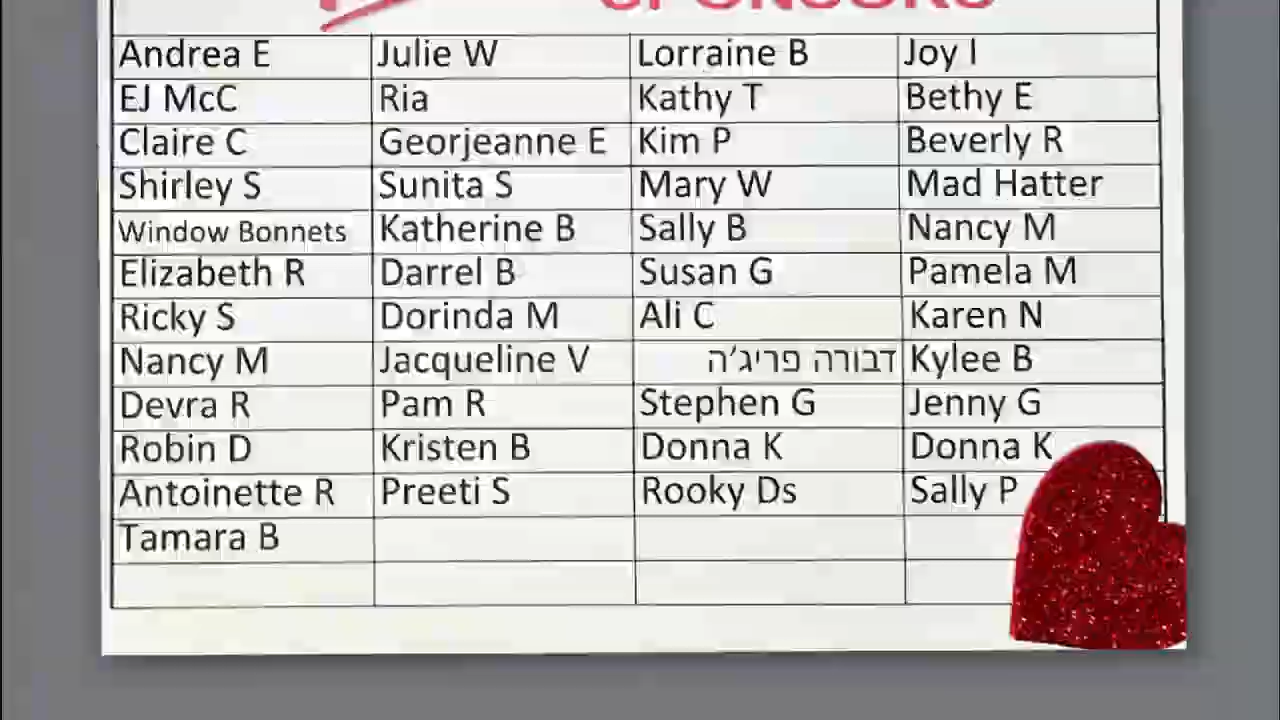 SPONSORS
Andrea E Julie W Lorraine B Joy I
EJ McC Ria Kathy T Bethy E
Claire C Georjeanne E Kim P Beverly R
Shirley S Sunita S Mary W Mad Hatter
Window Bonnets Katherine B Sally B Nancy M
Elizabeth R Darrel B Susan G Pamela M
Ricky S Dorinda M Ali C Karen N
Nancy M Jacqueline V דבורה פריג'ה Kylee B
Devra R Pam R Stephen G Jenny G
Robin D Kristen B Donna K Donna K
Antoinette R Preeti S Rooky Ds Sally P
Tamara B